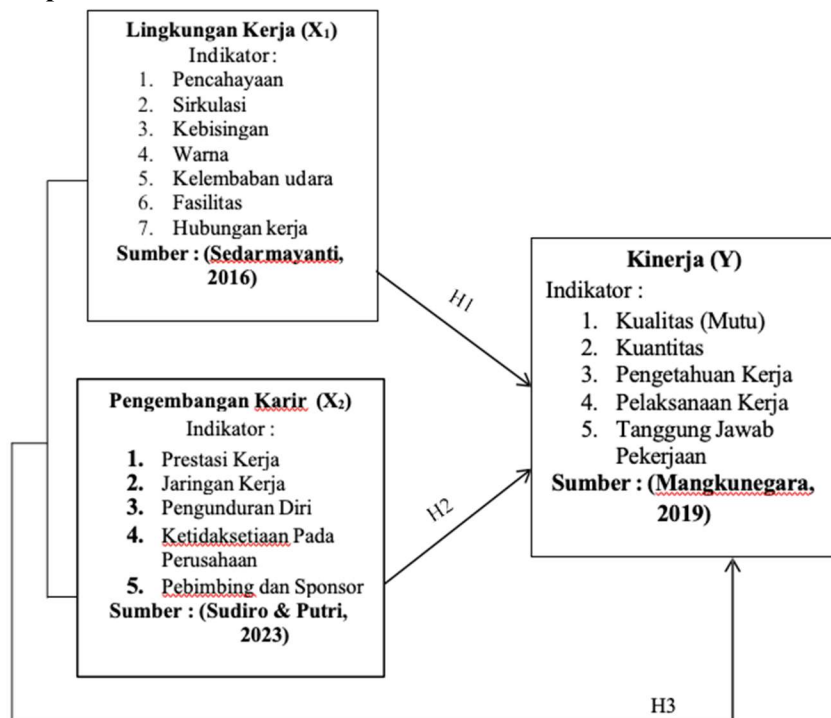 Lingkungan Kerja (X₁)
Indikator :
1. Pencahayaan
2. Sirkulasi
3. Kebisingan
4. Warna
5. Kelembaban udara
6. Fasilitas
7. Hubungan kerja
Sumber : (Sedarmayanti,
2016)
H1
Pengembangan Karir (X₂)
Indikator :
1. Prestasi Kerja
2. Jaringan Kerja
3. Pengunduran Diri
4. Ketidaksetiaan Pada
Perusahaan
5. Pebimbing dan Sponsor
Sumber : (Sudiro & Putri,
2023)
H2
Kinerja (Y)
Indikator :
1. Kualitas (Mutu)
2. Kuantitas
3. Pengetahuan Kerja
4. Pelaksanaan Kerja
5. Tanggung Jawab
Pekerjaan
Sumber : (Mangkunegara,
2019)
H3